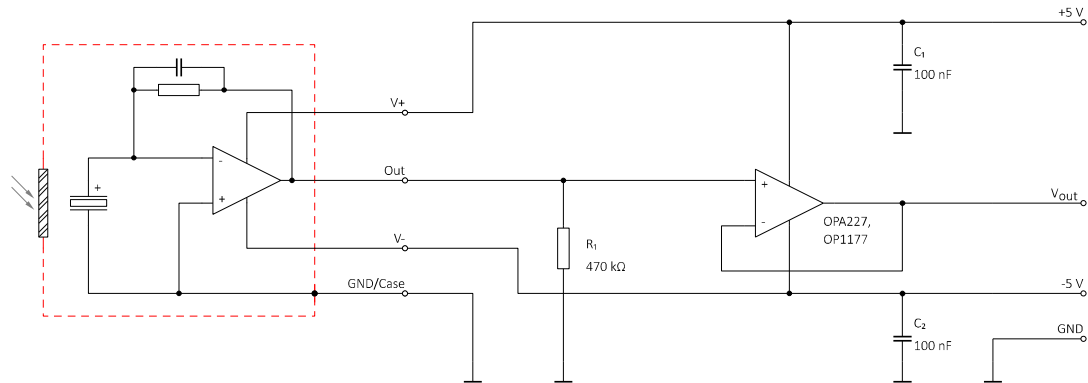 +5 V
C₁
100 nF
V+
Out
-
+
+
+
-
Vout
OPA227,
OP1177
R₁
470 kΩ
V-
GND/Case
-5 V
C₂
100 nF
GND